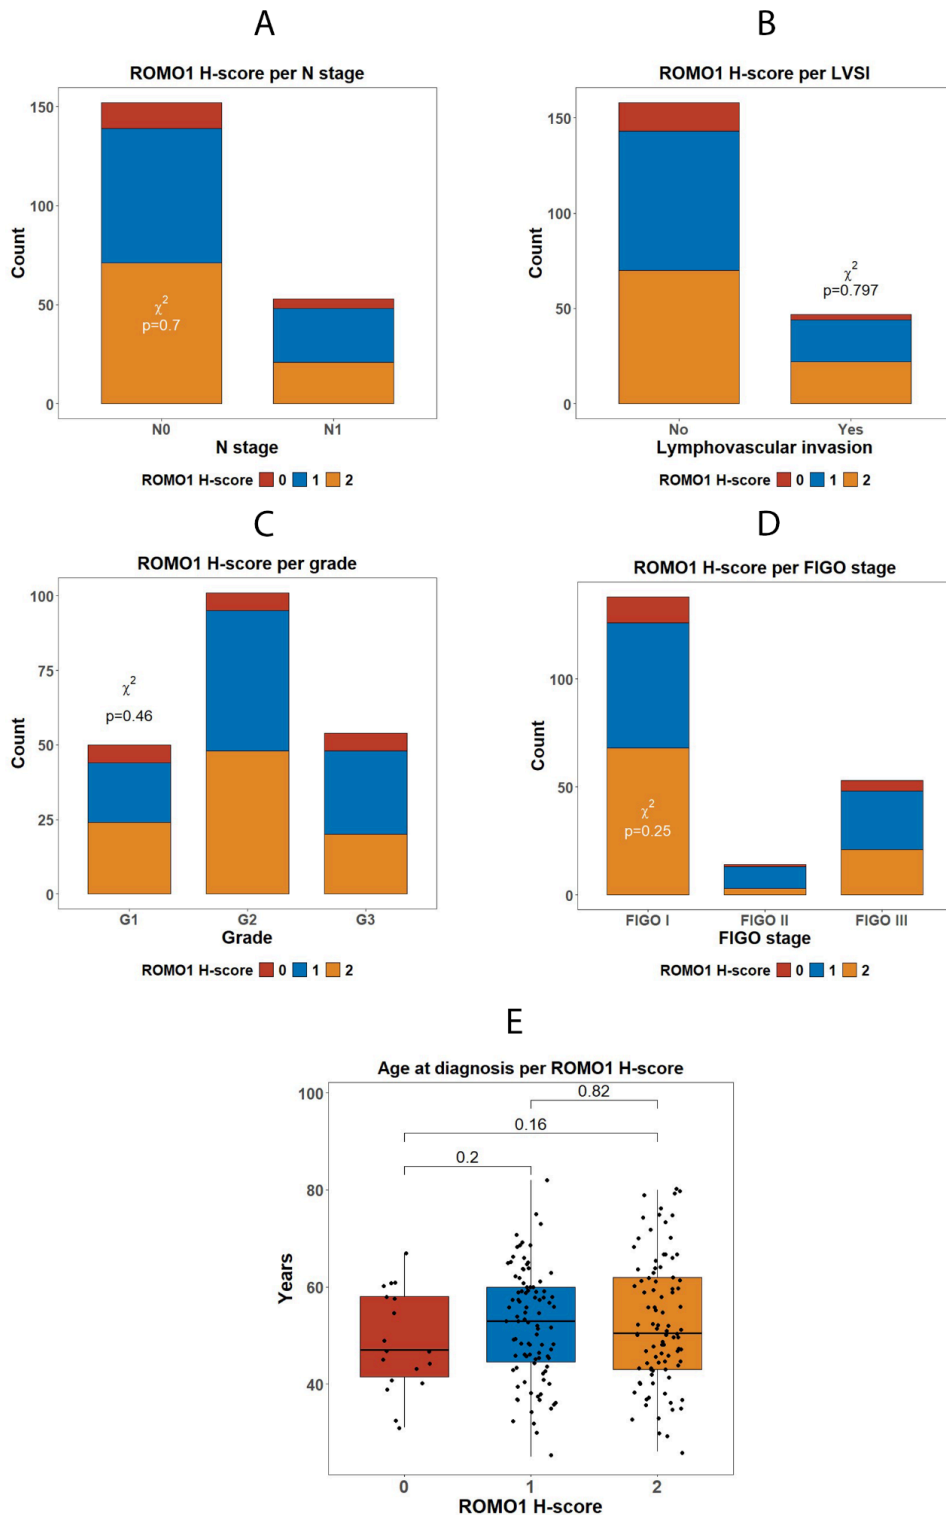 A
ROMO1 H-score per N stage
Count
150
100
50
0
χ2
p=0.7
N0 N1
N stage
ROMO1 H-score 0 1 2
B
ROMO1 H-score per LVSI
Count
150
100
50
0
χ2
p=0.797
No Yes
Lymphovascular invasion
ROMO1 H-score 0 1 2
C
ROMO1 H-score per grade
Count
100
75
50
25
0
χ2
p=0.46
G1 G2 G3
Grade
ROMO1 H-score 0 1 2
D
ROMO1 H-score per FIGO stage
Count
100
50
0
χ2
p=0.25
FIGO I FIGO II FIGO III
FIGO stage
ROMO1 H-score 0 1 2
E
Age at diagnosis per ROMO1 H-score
Years
100
80
60
40
0.82
0.16
0.2
0 1 2
ROMO1 H-score